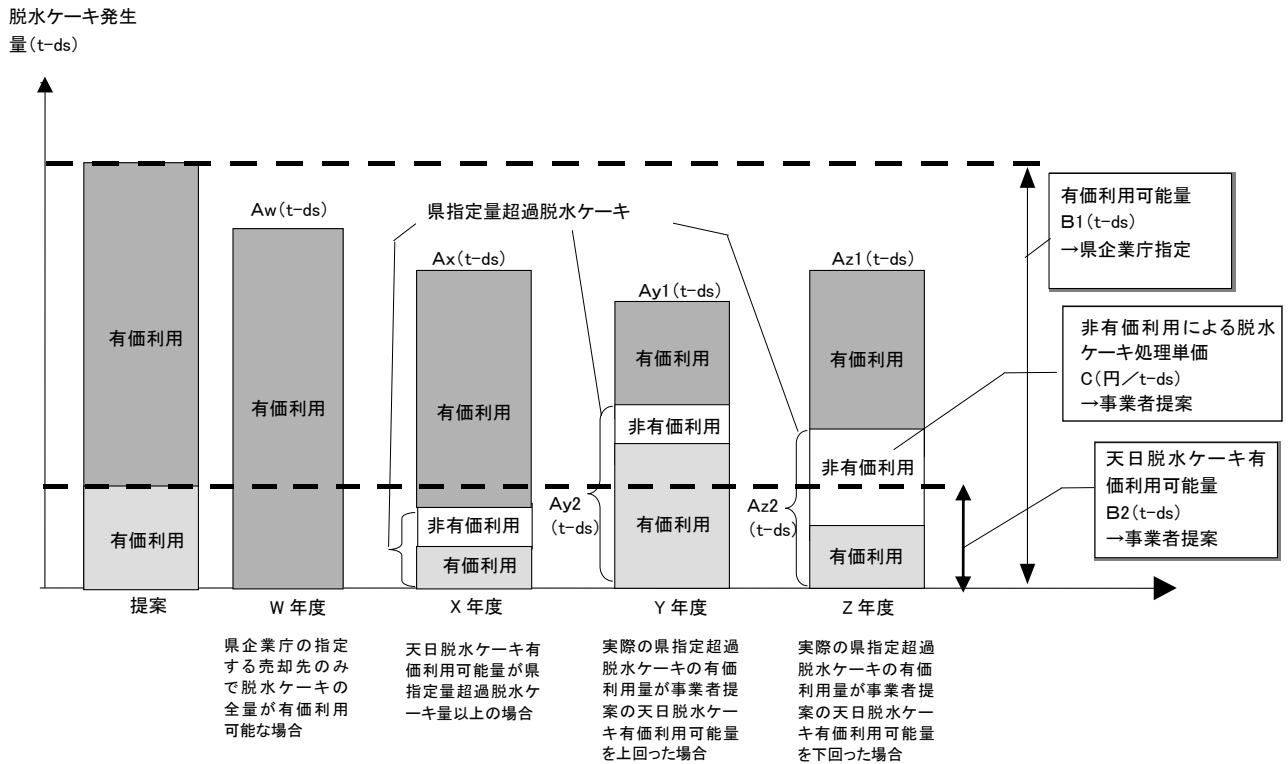 脱水ケーキ発生
量(t-ds)
Aw(t-ds)
県指定量超過脱水ケーキ
Ax(t-ds)
Ay1(t-ds)
Az1(t-ds)
有価利用可能量
B1(t-ds)
→県企業庁指定
有価利用
有価利用
有価利用
有価利用
有価利用
非有価利用による脱水
ケーキ処理単価
C(円/t-ds)
→事業者提案
非有価利用
非有価利用
天日脱水ケーキ有
価利用可能量
B2(t-ds)
→事業者提案
Ay2
(t-ds)
Az2
(t-ds)
有価利用
非有価利用
有価利用
有価利用
有価利用
提案
W 年度
X 年度
Y 年度
Z 年度
県企業庁の指定
する売却先のみ
で脱水ケーキの
全量が有価利用
可能な場合
天日脱水ケーキ有
価利用可能量が県
指定量超過脱水ケ
ーキ量以上の場合
実際の県指定超過
脱水ケーキの有価
利用量が事業者提
案の天日脱水ケー
キ有価利用可能量
を上回った場合
実際の県指定超過
脱水ケーキの有価
利用量が事業者提
案の天日脱水ケー
キ有価利用可能量
を下回った場合